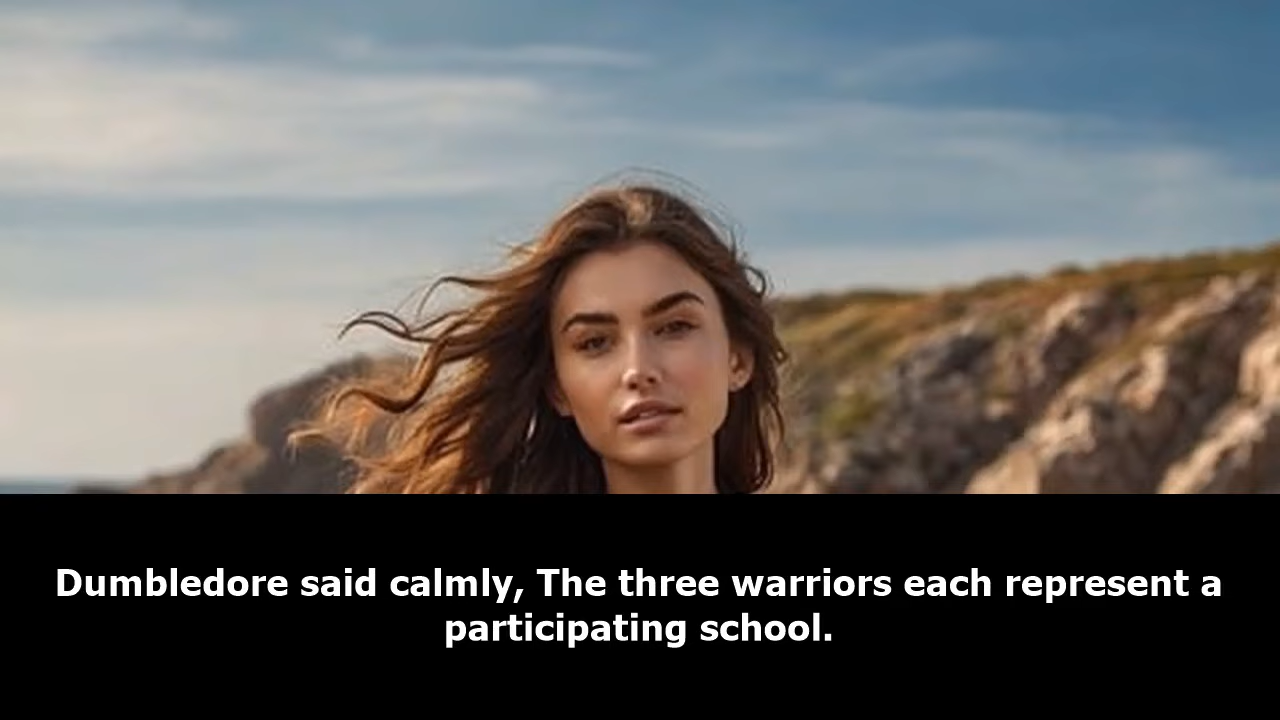 Dumbledore said calmly, The three warriors each represent a
participating school.